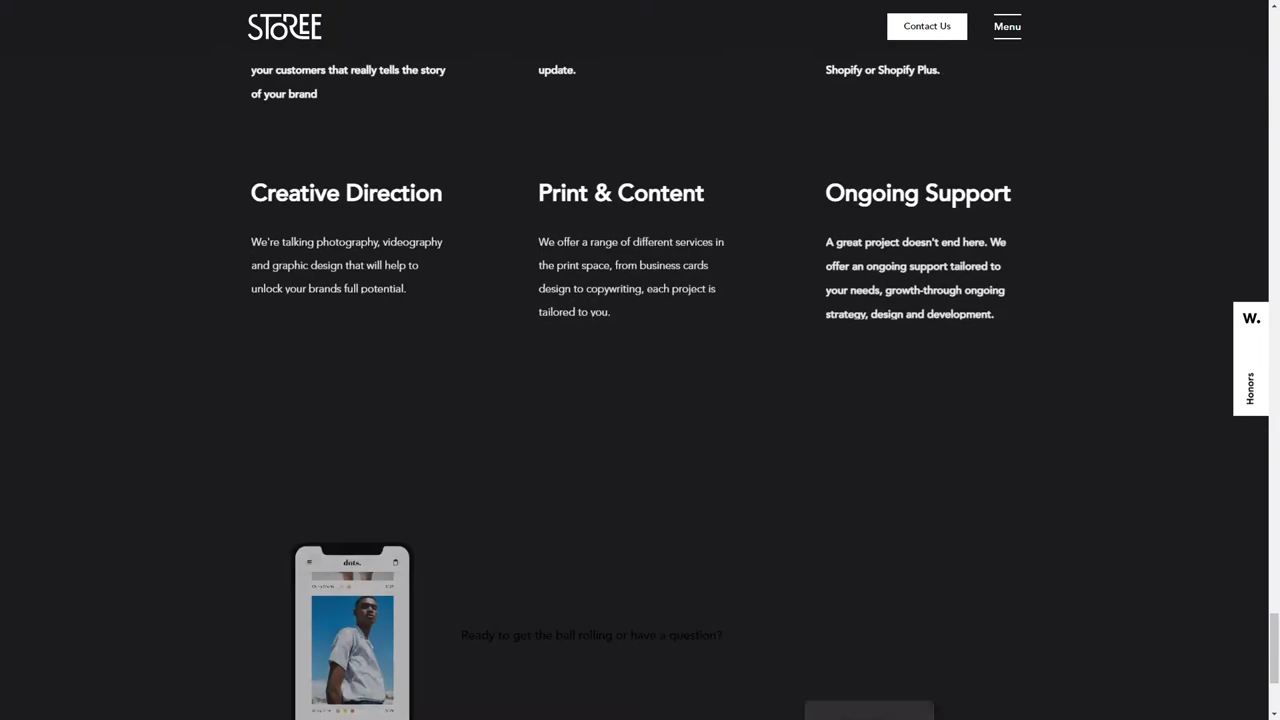 STOREE
Contact Us
Menu
your customers that really tells the story
of your brand
update.
Shopify or Shopify Plus.
Creative Direction
We're talking photography, videography
and graphic design that will help to
unlock your brands full potential.
Print & Content
We offer a range of different services in
the print space, from business cards
design to copywriting, each project is
tailored to you.
Ongoing Support
A great project doesn't end here. We
offer an ongoing support tailored to
your needs, growth-through ongoing
strategy, design and development.
W.
Honors
dots.
Ready to get the ball rolling or have a question?